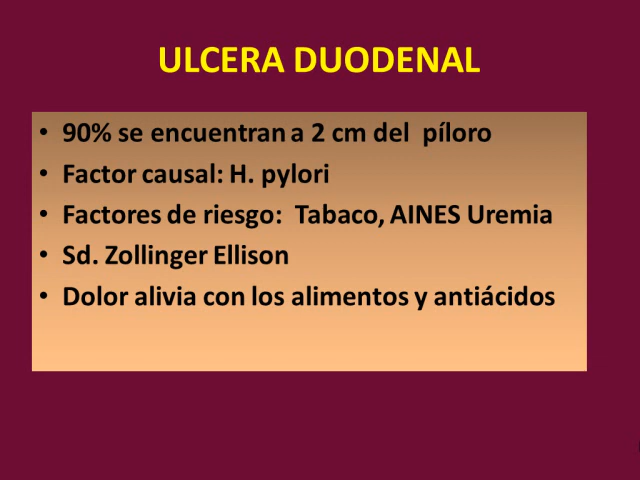 ULCERA DUODENAL
• 90% se encuentran a 2 cm del píloro
• Factor causal: H. pylori
• Factores de riesgo: Tabaco, AINES Uremia
• Sd. Zollinger Ellison
• Dolor alivia con los alimentos y antiácidos